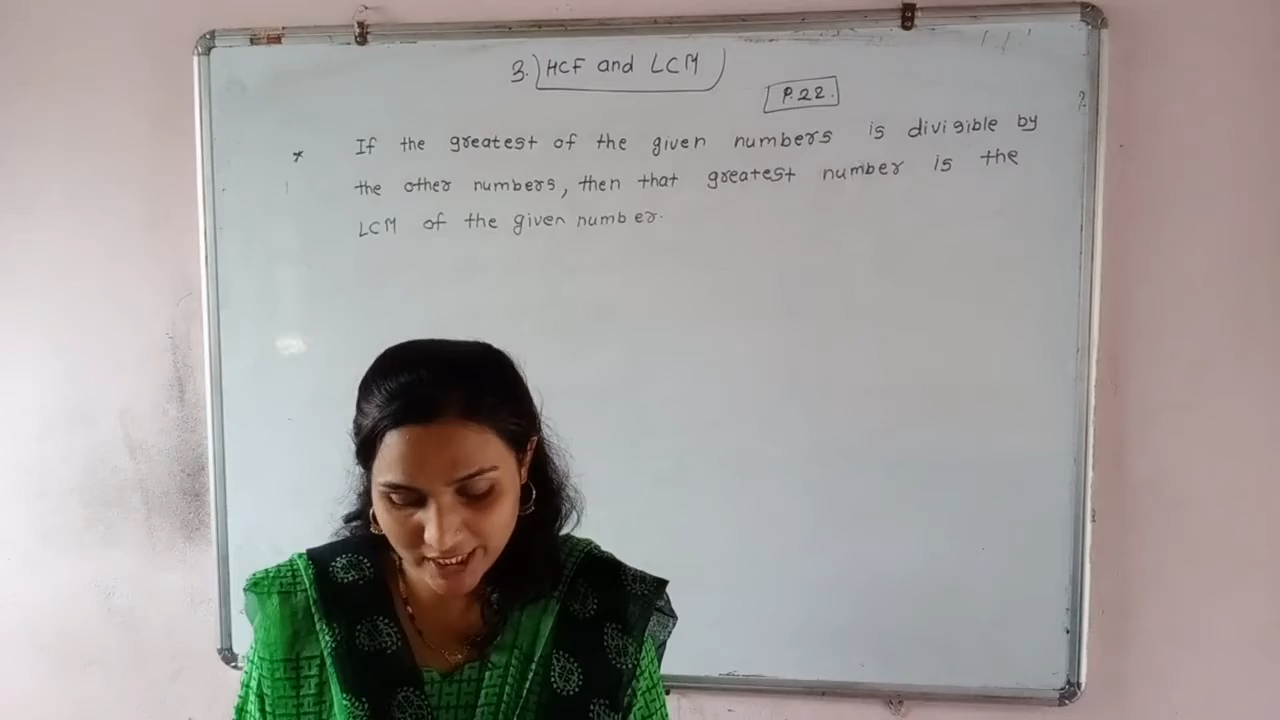 3.) HCF and LCM
P.22.
* If the greatest of the given numbers is divisible by
the other numbers, then that greatest number is the
LCM of the given number.